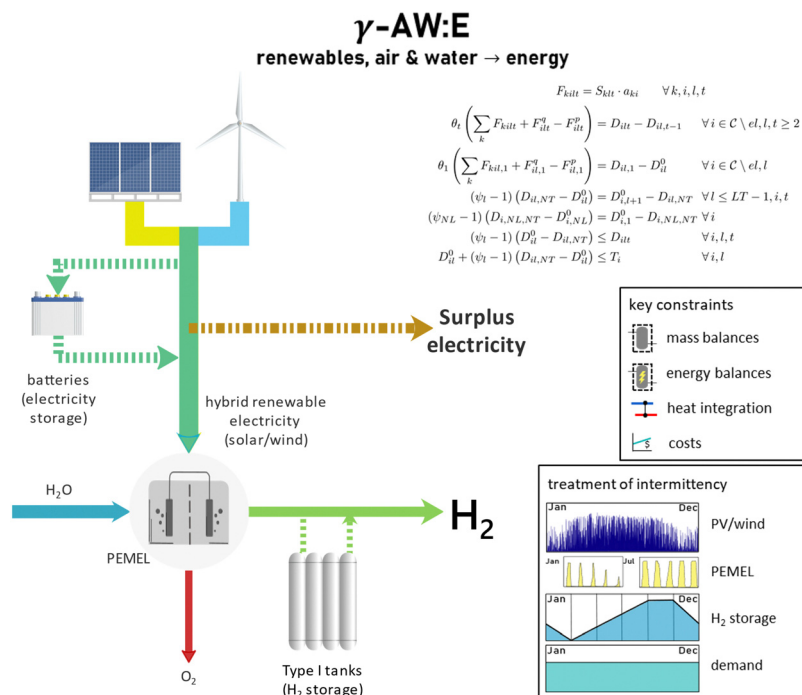 γ-AW:E
renewables, air & water → energy
F_{kilt} = S_{klt} · a_{ki} ∀ k, i, l, t
θ_t (∑_k F_{kilt} + F^q_{ilt} − F^p_{ilt}) = D_{ilt} − D_{il,t−1} ∀ i ∈ C \ el, l, t ≥ 2
θ_1 (∑_k F_{kil,1} + F^q_{il,1} − F^p_{il,1}) = D_{il,1} − D^0_{il} ∀ i ∈ C \ el, l
(ψ_l − 1) (D_{il,NT} − D^0_{il}) = D^0_{i,l+1} − D_{il,NT} ∀ l ≤ LT − 1, i, t
(ψ_{NL} − 1) (D_{i,NL,NT} − D^0_{i,NL}) = D^0_{i,1} − D_{i,NL,NT} ∀ i
(ψ_l − 1) (D^0_{il} − D_{il,NT}) ≤ D_{ilt} ∀ i, l, t
D^0_{il} + (ψ_l − 1) (D_{il,NT} − D^0_{il}) ≤ T_i ∀ i, l
Surplus
electricity
batteries
(electricity
storage)
hybrid renewable
electricity
(solar/wind)
H₂O
PEMEL
H₂
O₂
Type I tanks
(H₂ storage)
key constraints
mass balances
energy balances
heat integration
$
costs
treatment of intermittency
Jan Dec
PV/wind
Jan Jul
PEMEL
Jan Dec
H₂ storage
Jan Dec
demand